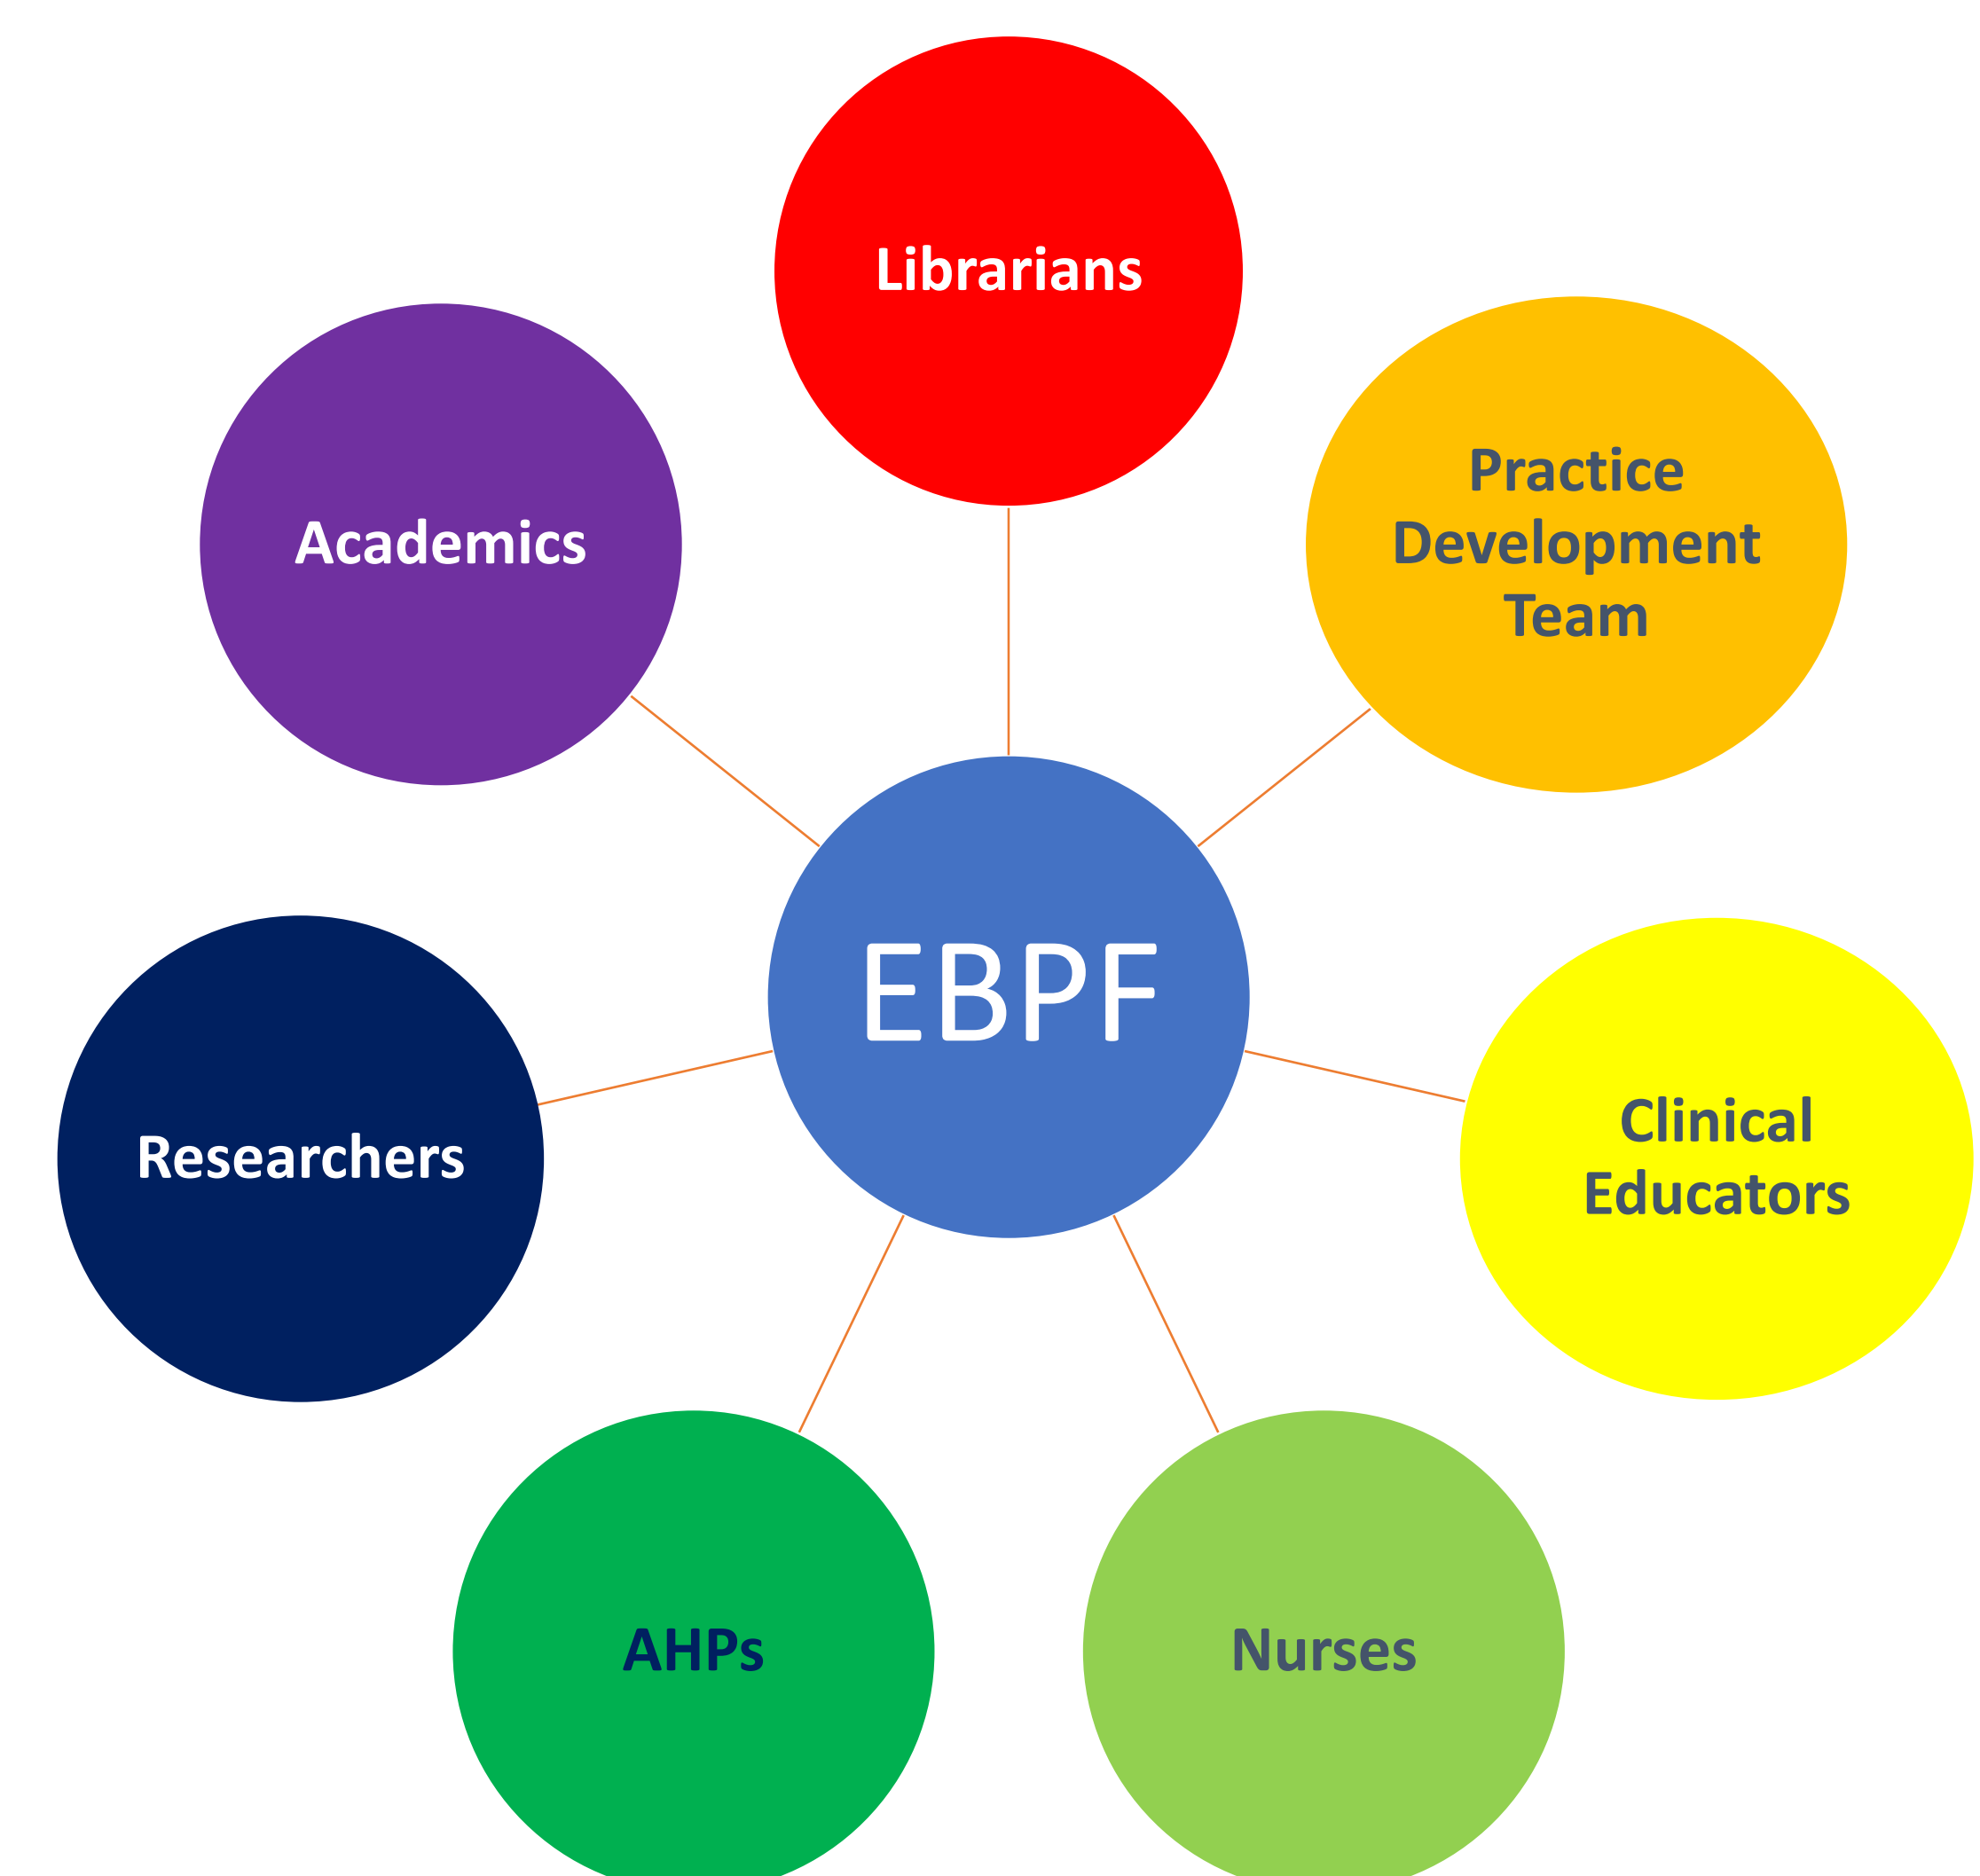 Librarians
Practice
Development
Team
Academics
EBPF
Clinical
Educators
Researchers
AHPs
Nurses